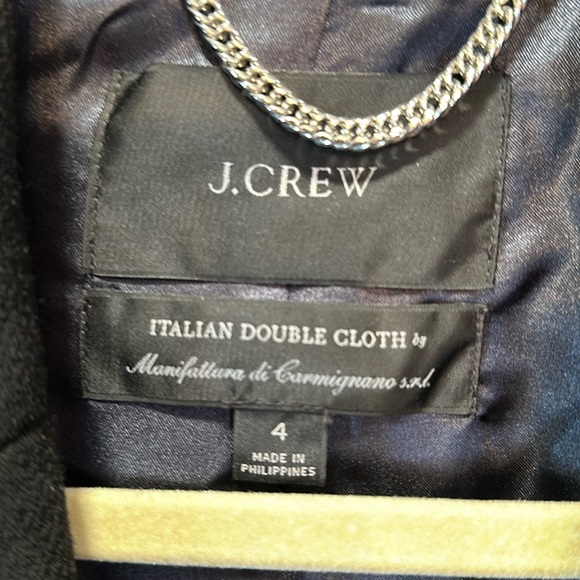 J.CREW
ITALIAN DOUBLE CLOTH by
Manifattura di Carmignano s.r.l.
4
MADE IN
PHILIPPINES